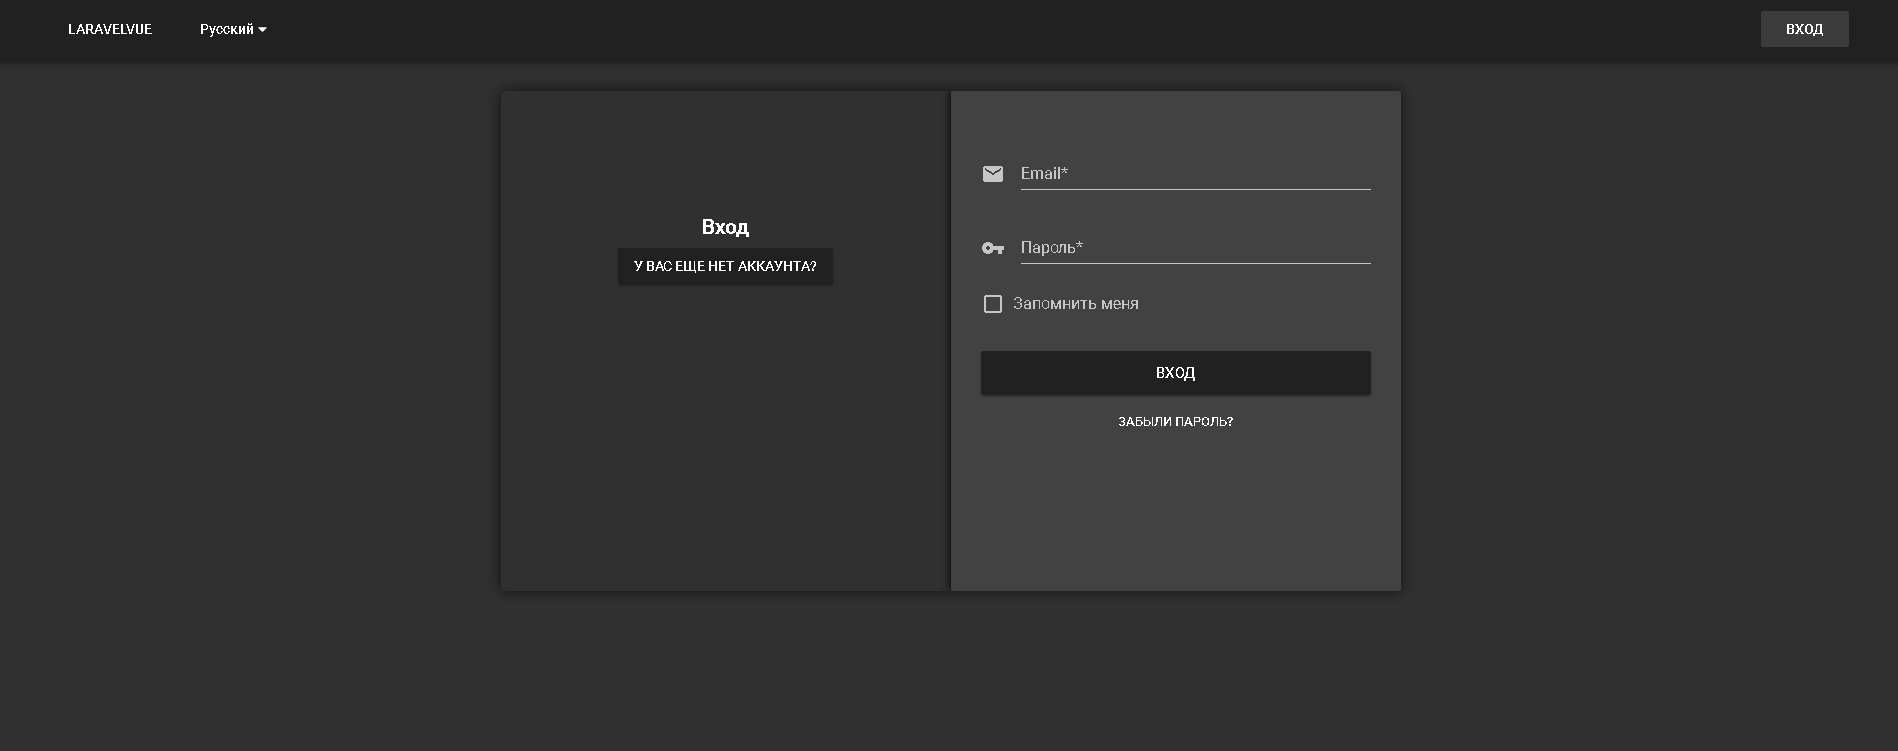 LARAVELVUE
Русский
ВХОД
Вход
У ВАС ЕЩЕ НЕТ АККАУНТА?
Email*
Пароль*
Запомнить меня
ВХОД
ЗАБЫЛИ ПАРОЛЬ?